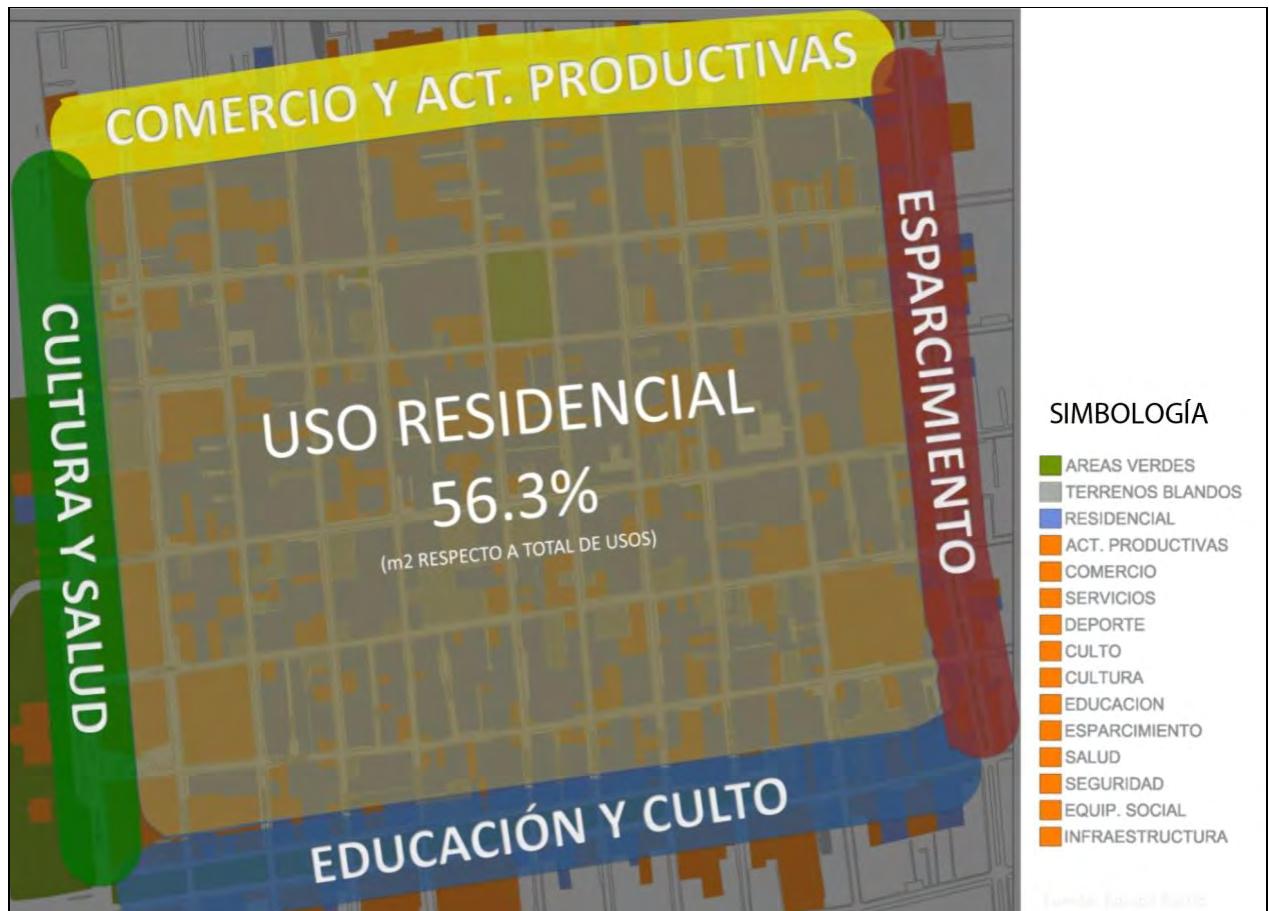 COMERCIO Y ACT. PRODUCTIVAS
CULTURA Y SALUD
USO RESIDENCIAL
56.3%
(m2 RESPECTO A TOTAL DE USOS)
ESPARCIMIENTO
EDUCACIÓN Y CULTO
SIMBOLOGÍA
AREAS VERDES
TERRENOS BLANDOS
RESIDENCIAL
ACT. PRODUCTIVAS
COMERCIO
SERVICIOS
DEPORTE
CULTO
CULTURA
EDUCACION
ESPARCIMIENTO
SALUD
SEGURIDAD
EQUIP. SOCIAL
INFRAESTRUCTURA